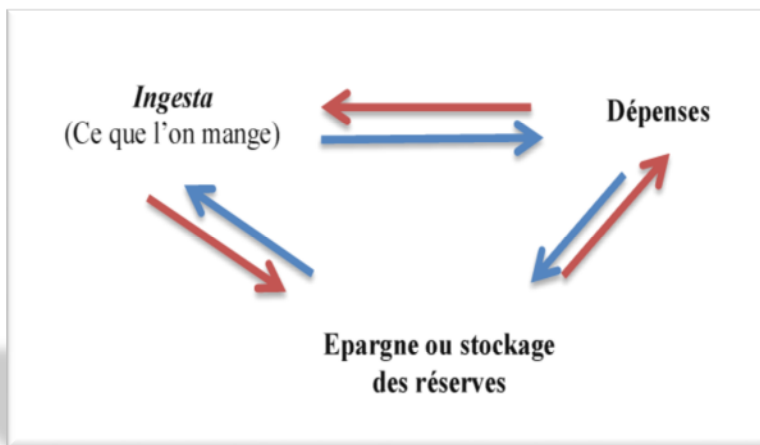 Ingesta
(Ce que l’on mange)
Dépenses
Epargne ou stockage
des réserves